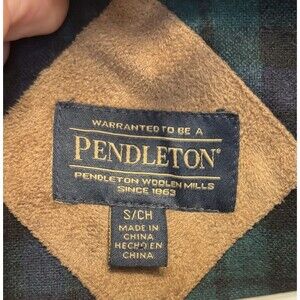 WARRANTED TO BE A
PENDLETON®
PENDLETON WOOLEN MILLS
SINCE 1863
S/CH
MADE IN
CHINA
HECHO EN
CHINA